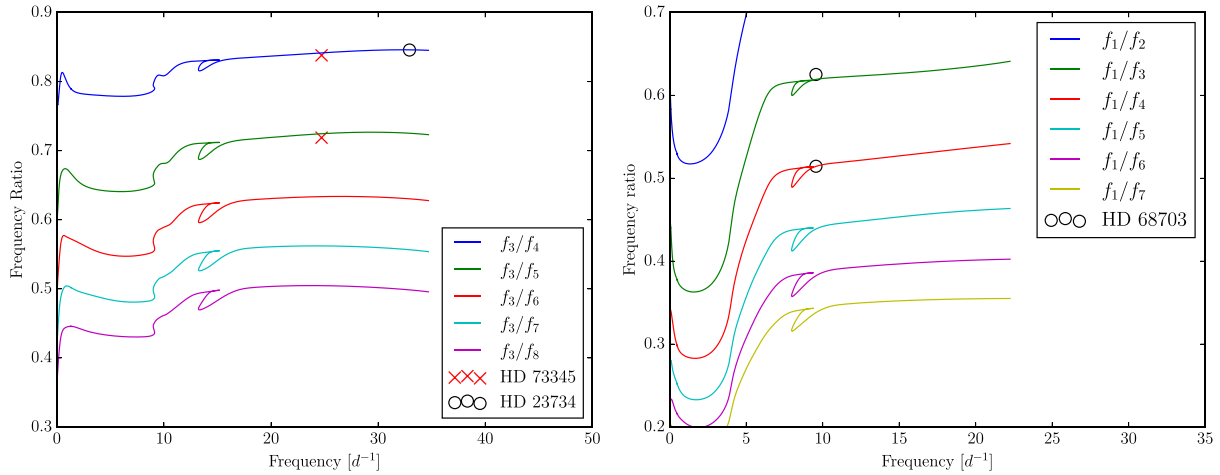 0.9
0.8
0.7
0.6
0.5
0.4
0.3
Frequency Ratio
0
10
20
30
40
50
Frequency [d⁻¹]
f₃/f₄
f₃/f₅
f₃/f₆
f₃/f₇
f₃/f₈
HD 73345
HD 23734
0.7
0.6
0.5
0.4
0.3
0.2
Frequency ratio
0
5
10
15
20
25
30
35
Frequency [d⁻¹]
f₁/f₂
f₁/f₃
f₁/f₄
f₁/f₅
f₁/f₆
f₁/f₇
HD 68703